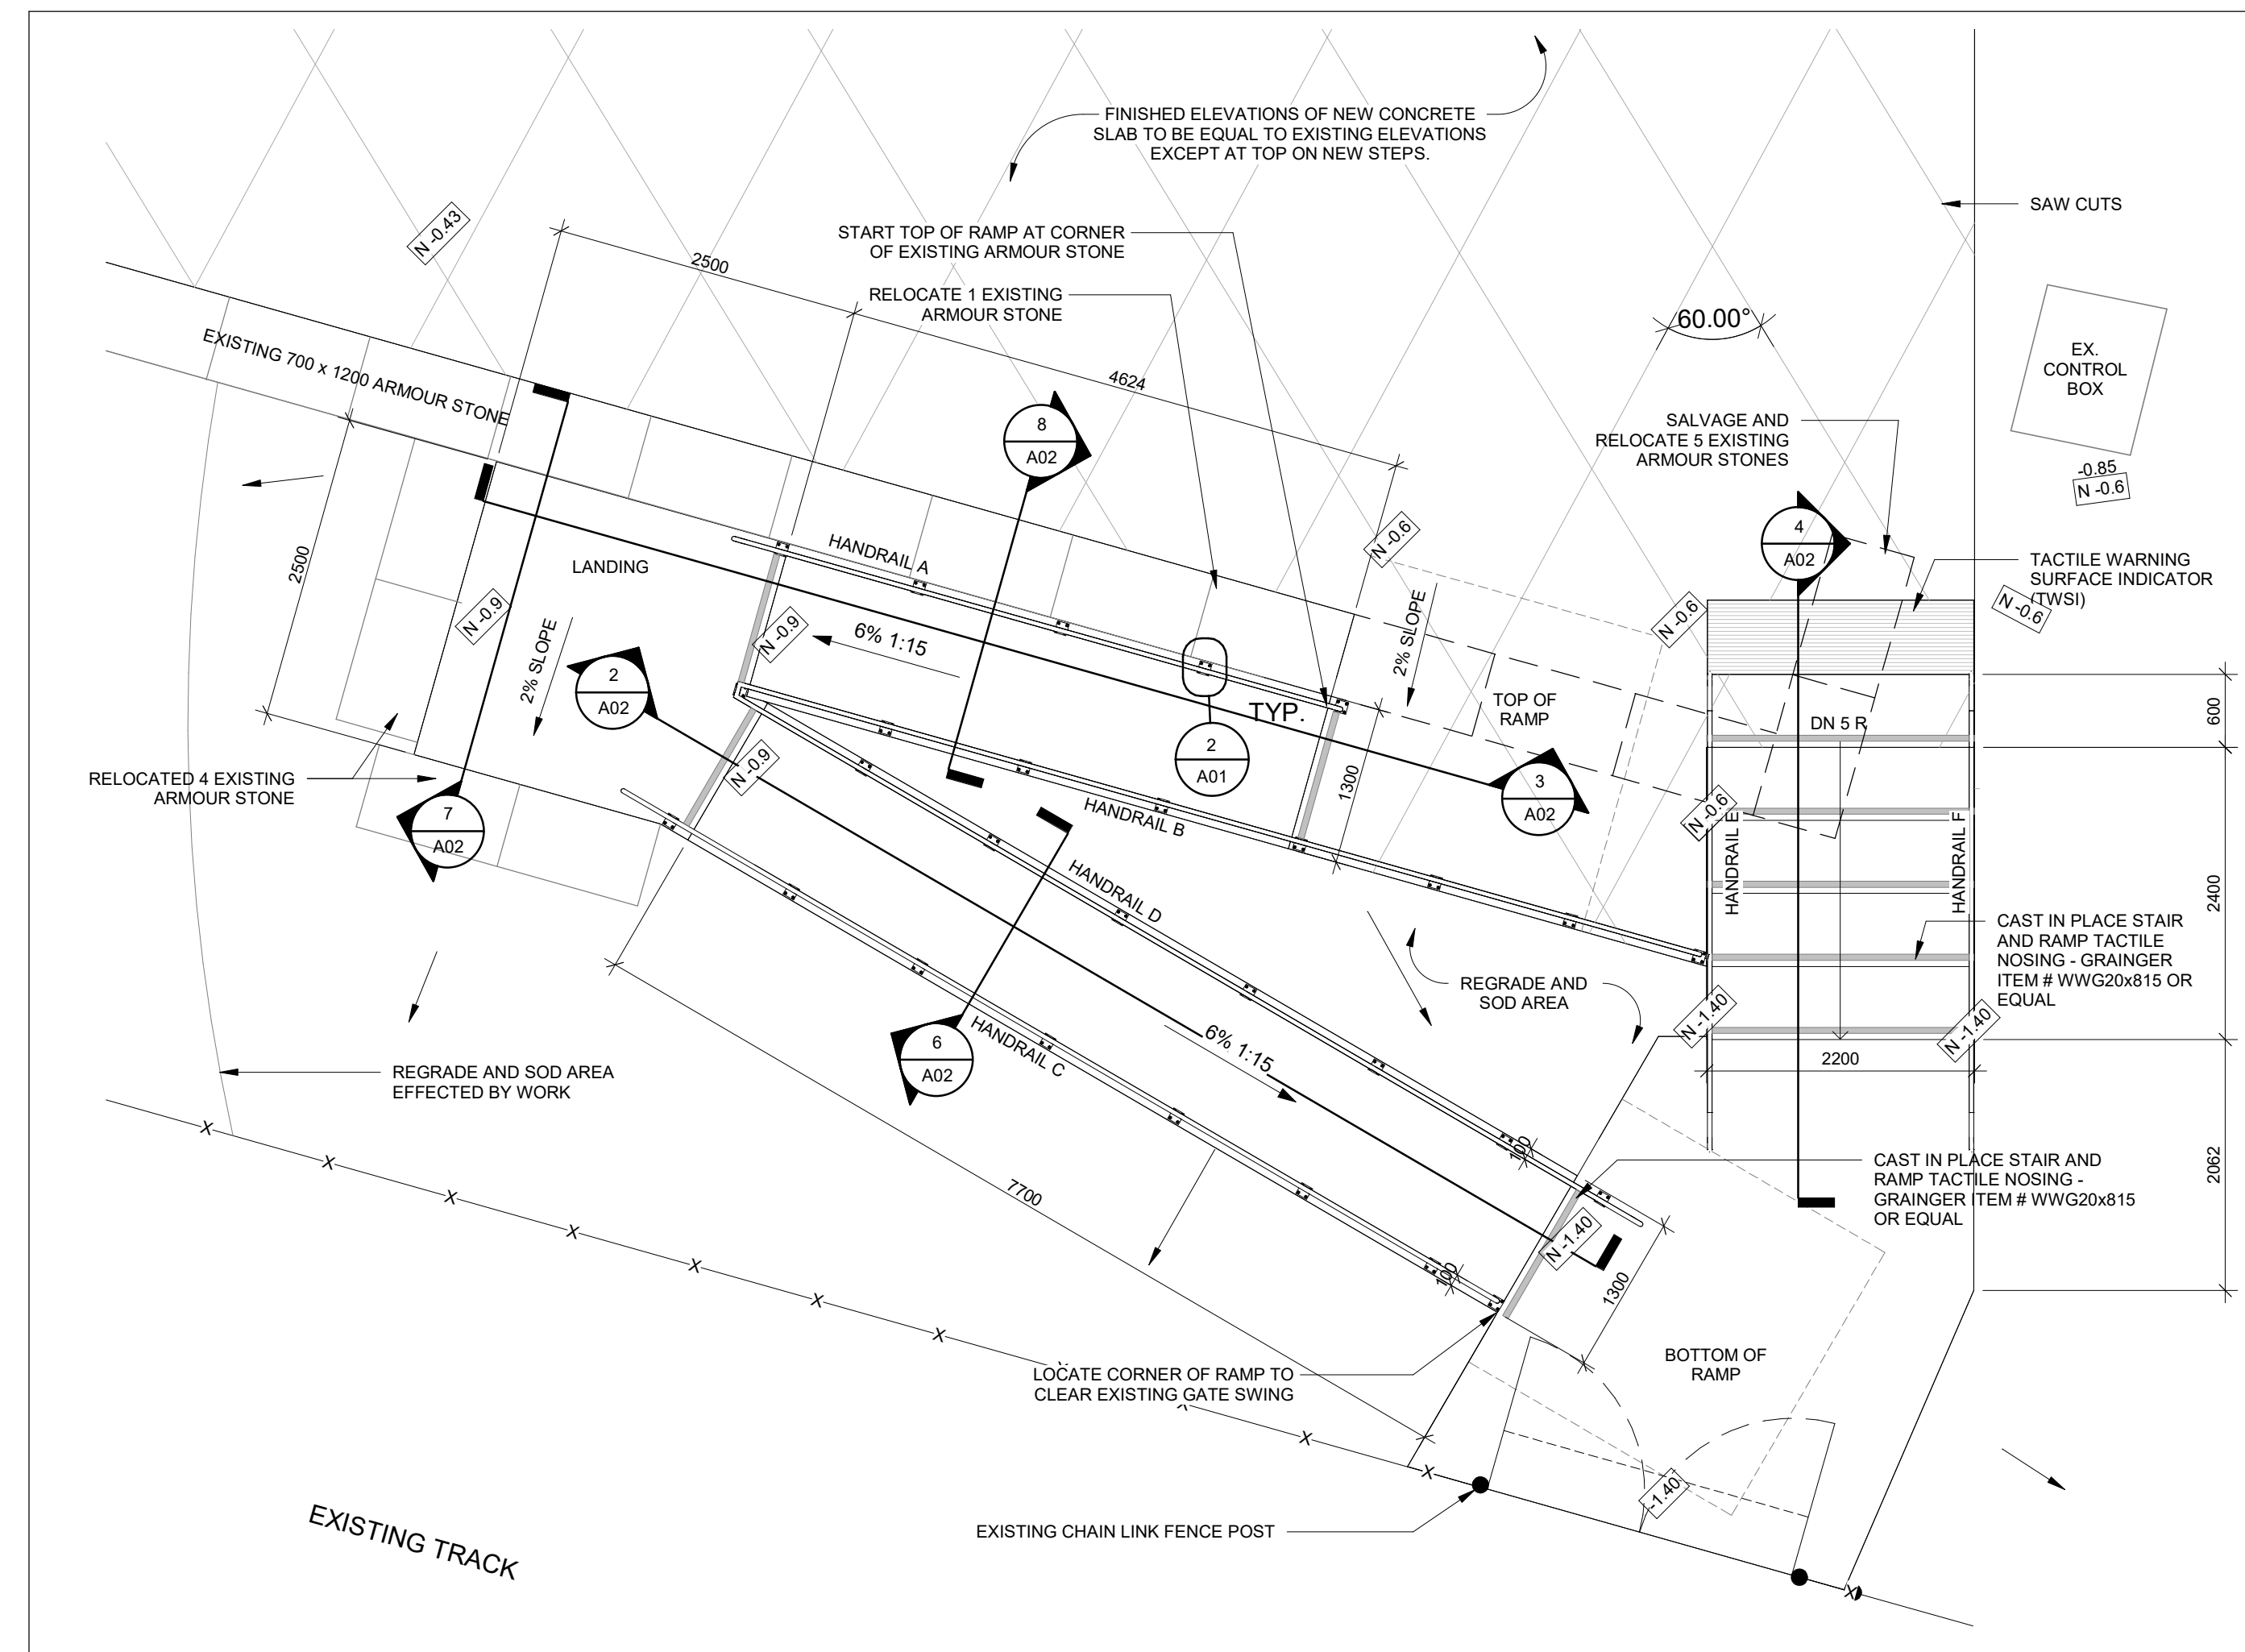 FINISHED ELEVATIONS OF NEW CONCRETE
SLAB TO BE EQUAL TO EXISTING ELEVATIONS
EXCEPT AT TOP ON NEW STEPS.
SAW CUTS
N -0.43
START TOP OF RAMP AT CORNER
OF EXISTING ARMOUR STONE
2500
RELOCATE 1 EXISTING
ARMOUR STONE
60.00°
EX.
CONTROL
BOX
EXISTING 700 x 1200 ARMOUR STONE
4624
8
A02
SALVAGE AND
RELOCATE 5 EXISTING
ARMOUR STONES
-0.85
N -0.6
4
A02
N -0.6
HANDRAIL A
LANDING
2500
TACTILE WARNING
SURFACE INDICATOR
(TWSI)
N -0.6
N -0.6
N -0.9
N -0.9
6% 1:15
2% SLOPE
2% SLOPE
2
A02
TOP OF
RAMP
TYP.
DN 5 R
600
2
A01
N -0.9
RELOCATED 4 EXISTING
ARMOUR STONE
1300
3
A02
HANDRAIL B
N -0.6
7
A02
HANDRAIL E
HANDRAIL F
2400
HANDRAIL D
CAST IN PLACE STAIR
AND RAMP TACTILE
NOSING - GRAINGER
ITEM # WWG20x815 OR
EQUAL
REGRADE AND
SOD AREA
N -1.40
N -1.40
6
A02
HANDRAIL C
6% 1:15
2200
REGRADE AND SOD AREA
EFFECTED BY WORK
X
X
X
X
X
X
X
X
X
X
X
X
100
CAST IN PLACE STAIR AND
RAMP TACTILE NOSING -
GRAINGER ITEM # WWG20x815
OR EQUAL
2062
7700
N -1.40
100
1300
BOTTOM OF
RAMP
LOCATE CORNER OF RAMP TO
CLEAR EXISTING GATE SWING
-1.40
EXISTING CHAIN LINK FENCE POST
EXISTING TRACK